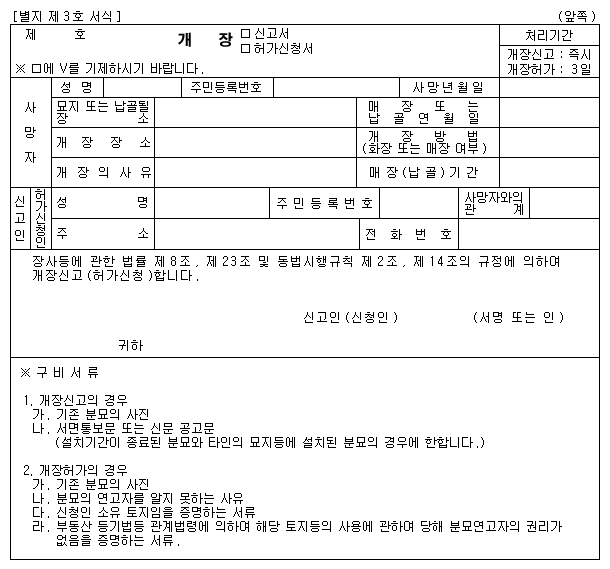 [별지 제3호 서식] (앞쪽)
제 호 개 장 □ 신고서 처리기간
□ 허가신청서
※ □에 V를 기제하시기 바랍니다. 개장신고 : 즉시
개장허가 : 3일
사망자 성 명 주민등록번호 사망년월일
묘지 또는 납골될 장 소 매 장 또 는 납 골 연 월 일
개 장 장 소 개 장 방 법 (화장 또는 매장 여부)
개 장 의 사 유 매 장 (납 골) 기 간
신고인 허가신청인 성 명 주 민 등 록 번 호 사망자와의 관 계
주 소 전 화 번 호
장사등에 관한 법률 제8조, 제23조 및 동법시행규칙 제2조, 제14조의 규정에 의하여
개장신고(허가신청)합니다.
신고인(신청인) (서명 또는 인)
귀하
※ 구 비 서 류
1. 개장신고의 경우
가. 기존 분묘의 사진
나. 서면통보문 또는 신문 공고문
(설치기간이 종료된 분묘와 타인의 묘지등에 설치된 분묘의 경우에 한합니다.)
2. 개장허가의 경우
가. 기존 분묘의 사진
나. 분묘의 연고자를 알지 못하는 사유
다. 신청인 소유 토지임을 증명하는 서류
라. 부동산 등기법등 관계법령에 의하여 해당 토지등의 사용에 관하여 당해 분묘연고자의 권리가
없음을 증명하는 서류.